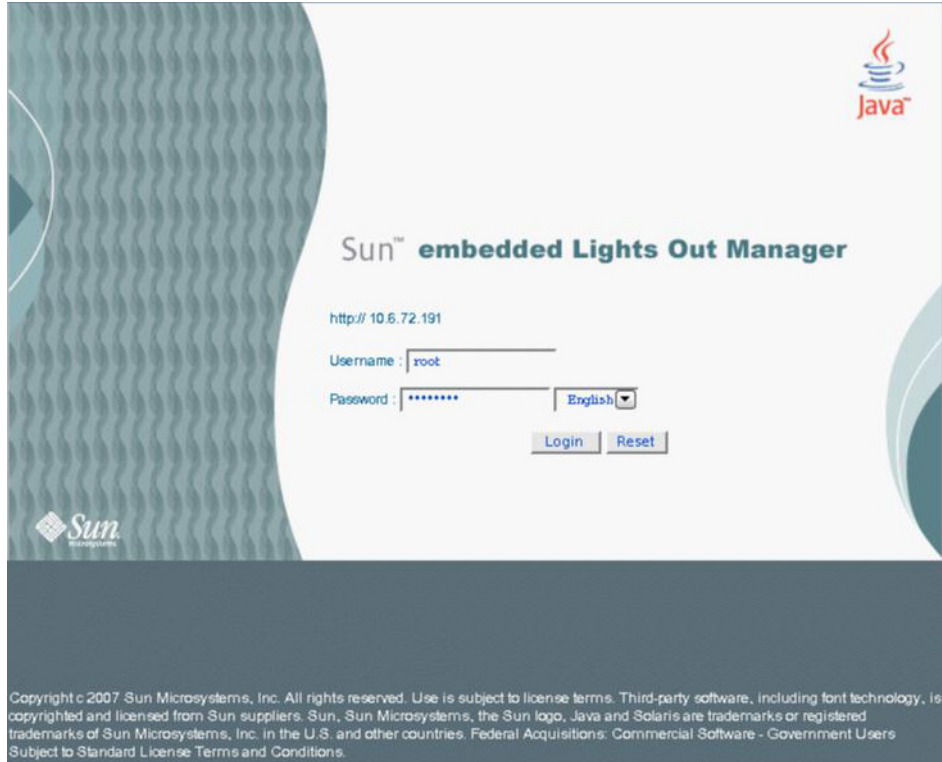 Java™
Sun™ embedded Lights Out Manager
http:// 10.6.72.191
Username : root
Password : ••••••••
English
Login Reset
Sun
microsystems
Copyright c 2007 Sun Microsystems, Inc. All rights reserved. Use is subject to license terms. Third-party software, including font technology, is
copyrighted and licensed from Sun suppliers. Sun, Sun Microsystems, the Sun logo, Java and Solaris are trademarks or registered
trademarks of Sun Microsystems, Inc. in the U.S. and other countries. Federal Acquisitions: Commercial Software - Government Users
Subject to Standard License Terms and Conditions.